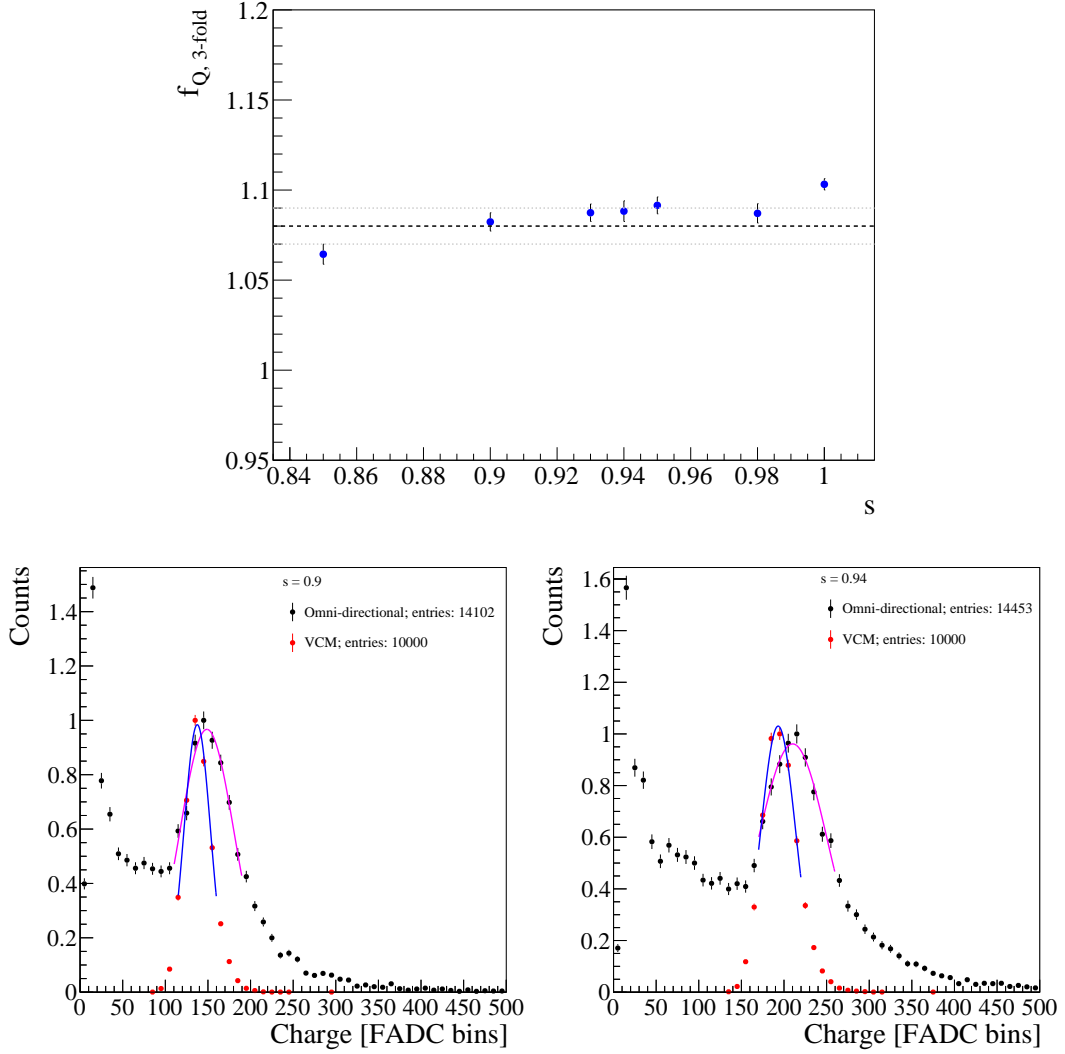 f Q, 3-fold
1.2
1.15
1.1
1.05
1
0.95
0.84 0.86 0.88 0.9 0.92 0.94 0.96 0.98 1
s
Counts
s = 0.9
Omni-directional; entries: 14102
VCM; entries: 10000
1.4
1.2
1
0.8
0.6
0.4
0.2
0
0 50 100 150 200 250 300 350 400 450 500
Charge [FADC bins]
Counts
s = 0.94
Omni-directional; entries: 14453
VCM; entries: 10000
1.6
1.4
1.2
1
0.8
0.6
0.4
0.2
0
0 50 100 150 200 250 300 350 400 450 500
Charge [FADC bins]